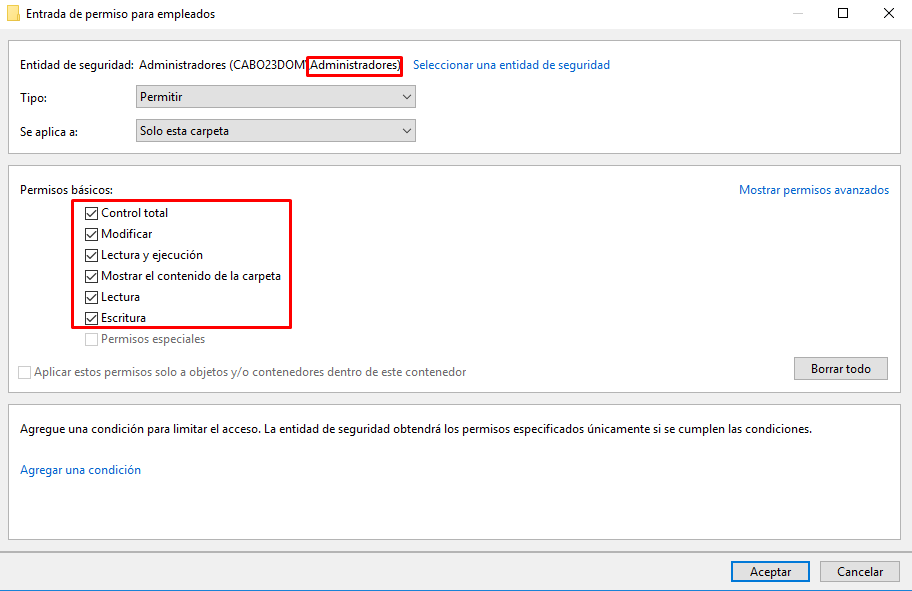 Entrada de permiso para empleados
Entidad de seguridad: Administradores (CABO23DOM\Administradores) Seleccionar una entidad de seguridad
Tipo: Permitir
Se aplica a: Solo esta carpeta
Permisos básicos: Mostrar permisos avanzados
Control total
Modificar
Lectura y ejecución
Mostrar el contenido de la carpeta
Lectura
Escritura
Permisos especiales
Aplicar estos permisos solo a objetos y/o contenedores dentro de este contenedor Borrar todo
Agregue una condición para limitar el acceso. La entidad de seguridad obtendrá los permisos especificados únicamente si se cumplen las condiciones.
Agregar una condición
Aceptar Cancelar